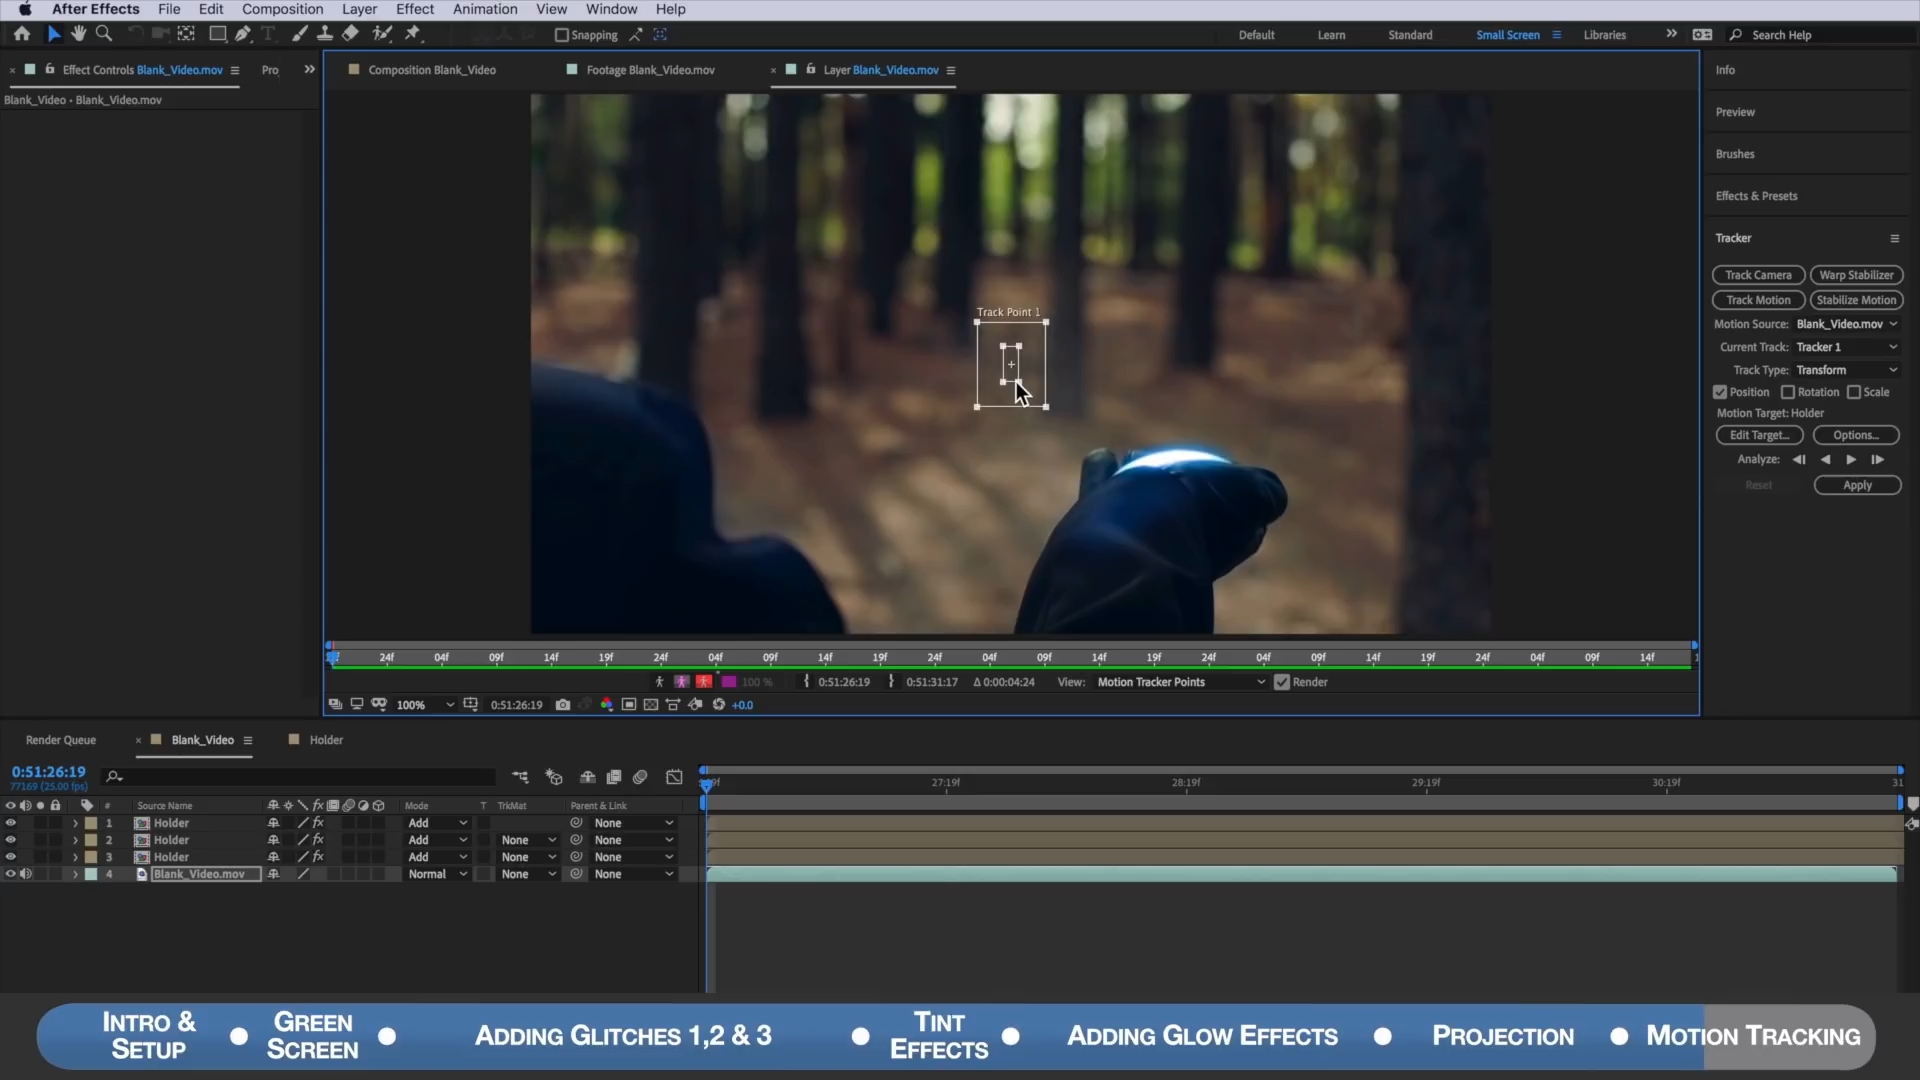 After Effects File Edit Composition Layer Effect Animation View Window Help
Snapping Default Learn Standard Small Screen Libraries Search Help
Effect Controls Blank_Video.mov Pro
Composition Blank_Video Footage Blank_Video.mov Layer Blank_Video.mov
Blank_Video • Blank_Video.mov
Info
Preview
Brushes
Effects & Presets
Tracker
Track Camera Warp Stabilizer
Track Motion Stabilize Motion
Motion Source: Blank_Video.mov
Current Track: Tracker 1
Track Type: Transform
Position Rotation Scale
Motion Target: Holder
Edit Target... Options...
Analyze:
Reset Apply
Track Point 1
24f 04f 09f 14f 19f 24f 04f 09f 14f 19f 24f 04f 09f 14f 19f 24f 04f 09f 14f 19f 24f 04f 09f 14f
100 % 0:51:26:19 0:51:31:17 Δ 0:00:04:24 View: Motion Tracker Points Render
100% 0:51:26:19 +0.0
Render Queue Blank_Video Holder
0:51:26:19
77169 (25.00 fps)
27:19f 28:19f 29:19f 30:19f 31
# Source Name fx Mode T TrkMat Parent & Link
1 Holder fx Add None
2 Holder fx Add None None
3 Holder fx Add None None
4 Blank_Video.mov Normal None None
INTRO & SETUP
GREEN SCREEN
ADDING GLITCHES 1,2 & 3
TINT EFFECTS
ADDING GLOW EFFECTS
PROJECTION
MOTION TRACKING